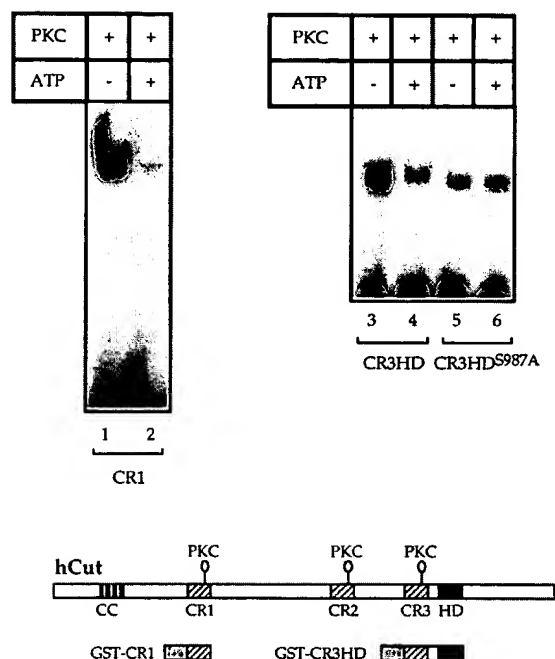 PKC + +
ATP - +
1 2
CR1
PKC + + + +
ATP - + - +
3 4 5 6
CR3HD CR3HDS987A
PKC PKC PKC
hCut
CC CR1 CR2 CR3 HD
GST-CR1 GST-CR3HD